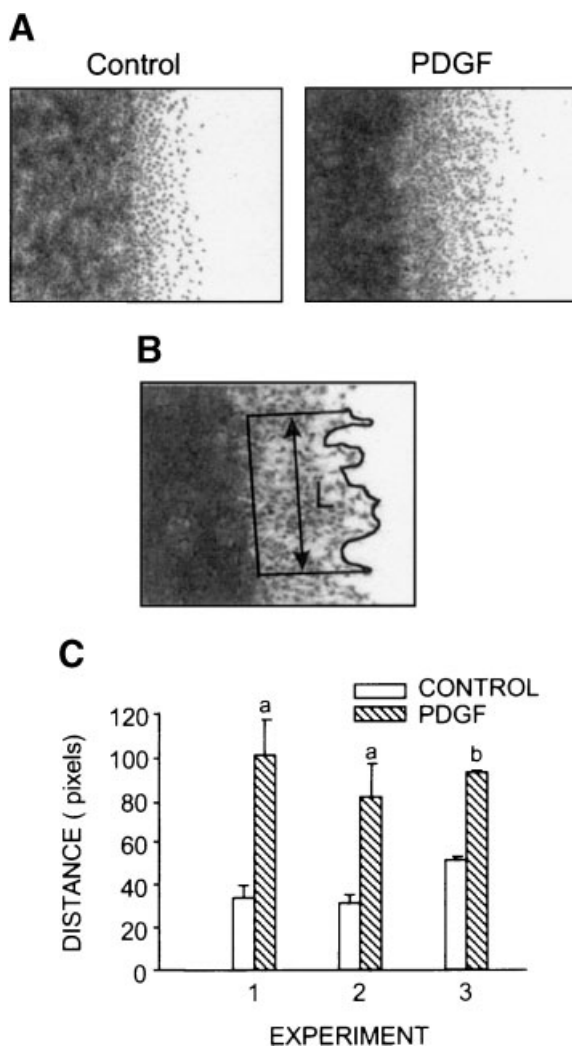 A
Control
PDGF
B
L
C
CONTROL
PDGF
a
a
b
DISTANCE ( pixels)
120
100
80
60
40
20
0
1 2 3
EXPERIMENT